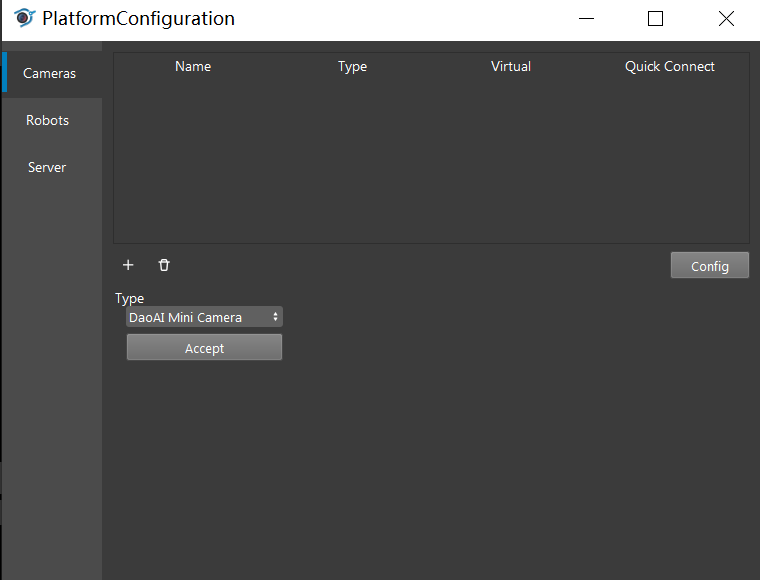 PlatformConfiguration
Cameras
Robots
Server
Name Type Virtual Quick Connect
Config
Type
DaoAI Mini Camera
Accept